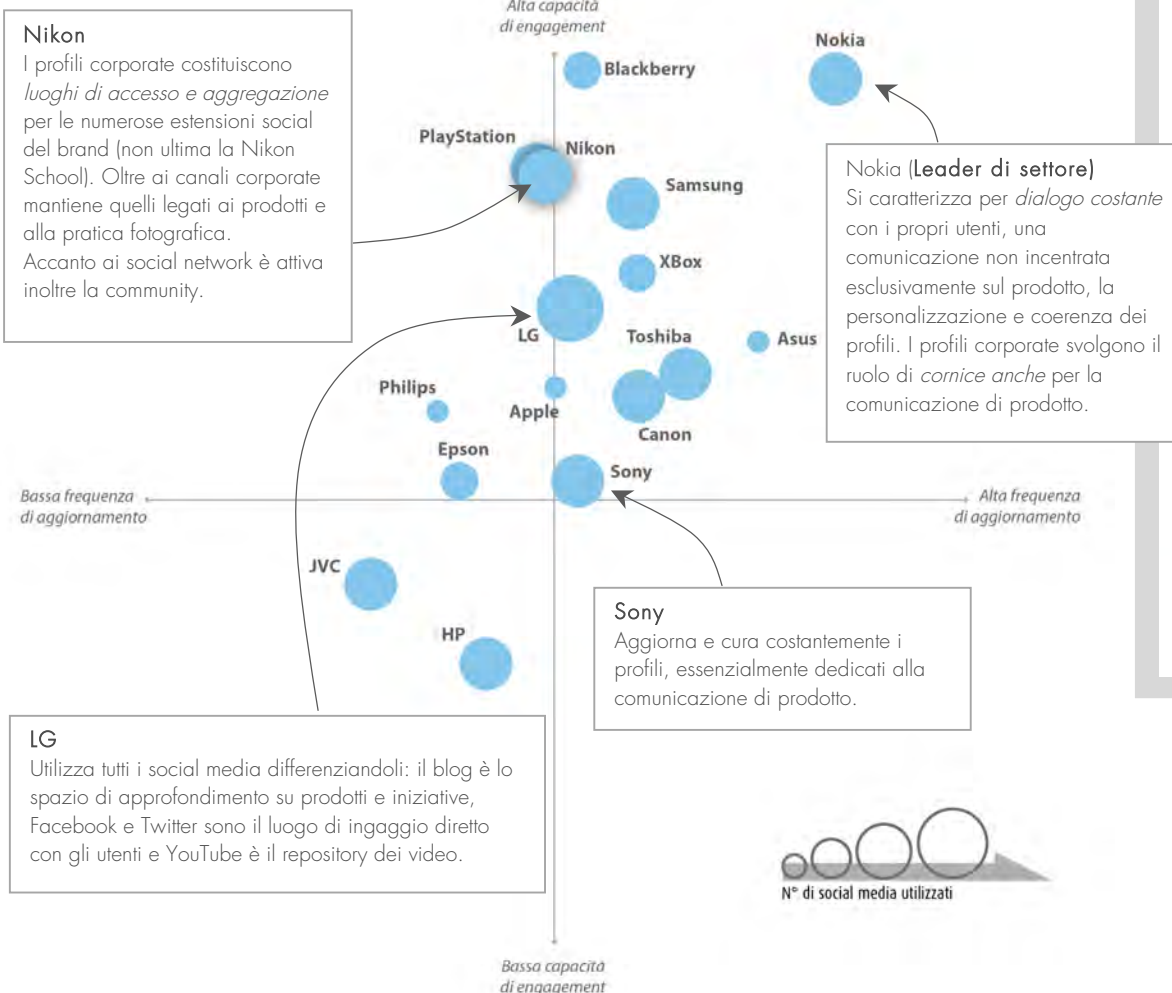 Alta capacità
di engagement
Nikon
I profili corporate costituiscono
luoghi di accesso e aggregazione
per le numerose estensioni social
del brand (non ultima la Nikon
School). Oltre ai canali corporate
mantiene quelli legati ai prodotti e
alla pratica fotografica.
Accanto ai social network è attiva
inoltre la community.
Nokia
Blackberry
PlayStation
Nikon
Samsung
XBox
LG
Toshiba
Asus
Philips
Apple
Canon
Epson
Sony
Nokia (Leader di settore)
Si caratterizza per dialogo costante
con i propri utenti, una
comunicazione non incentrata
esclusivamente sul prodotto, la
personalizzazione e coerenza dei
profili. I profili corporate svolgono il
ruolo di cornice anche per la
comunicazione di prodotto.
Bassa frequenza
di aggiornamento
Alta frequenza
di aggiornamento
JVC
HP
Sony
Aggiorna e cura costantemente i
profili, essenzialmente dedicati alla
comunicazione di prodotto.
LG
Utilizza tutti i social media differenziandoli: il blog è lo
spazio di approfondimento su prodotti e iniziative,
Facebook e Twitter sono il luogo di ingaggio diretto
con gli utenti e YouTube è il repository dei video.
N° di social media utilizzati
Bassa capacità
di engagement